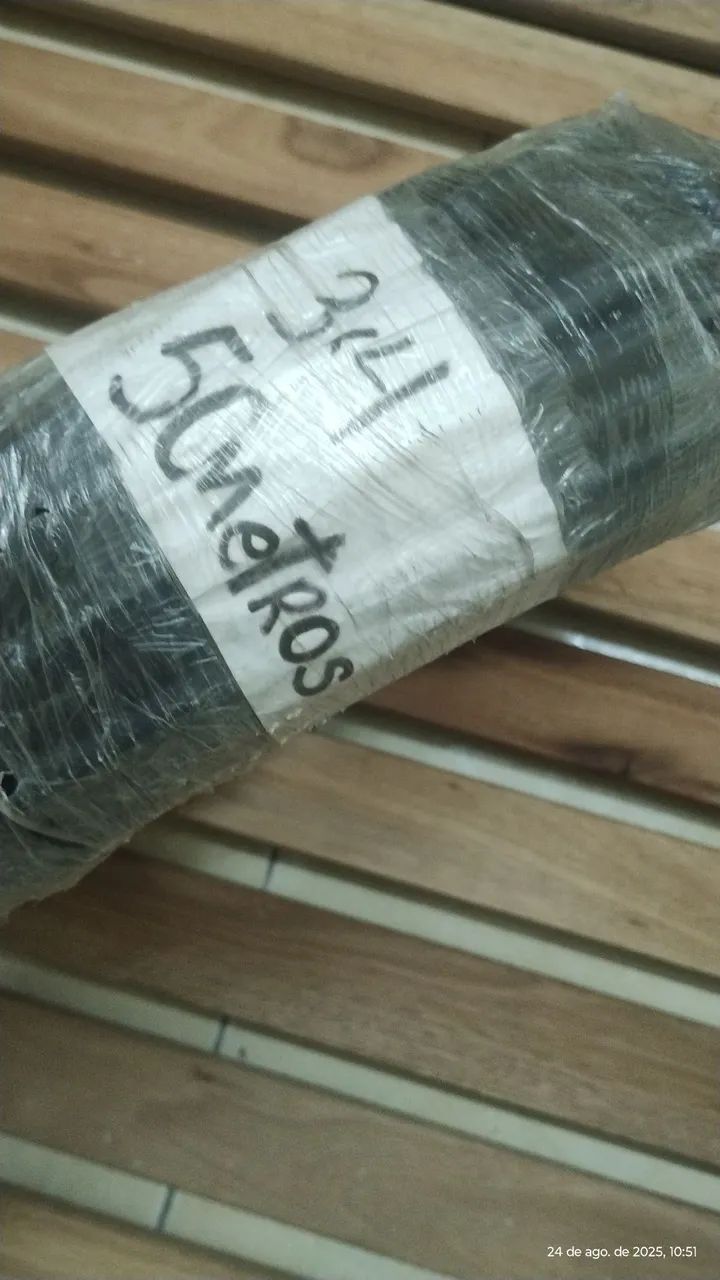 3/4
50metros
24 de ago. de 2025, 10:51